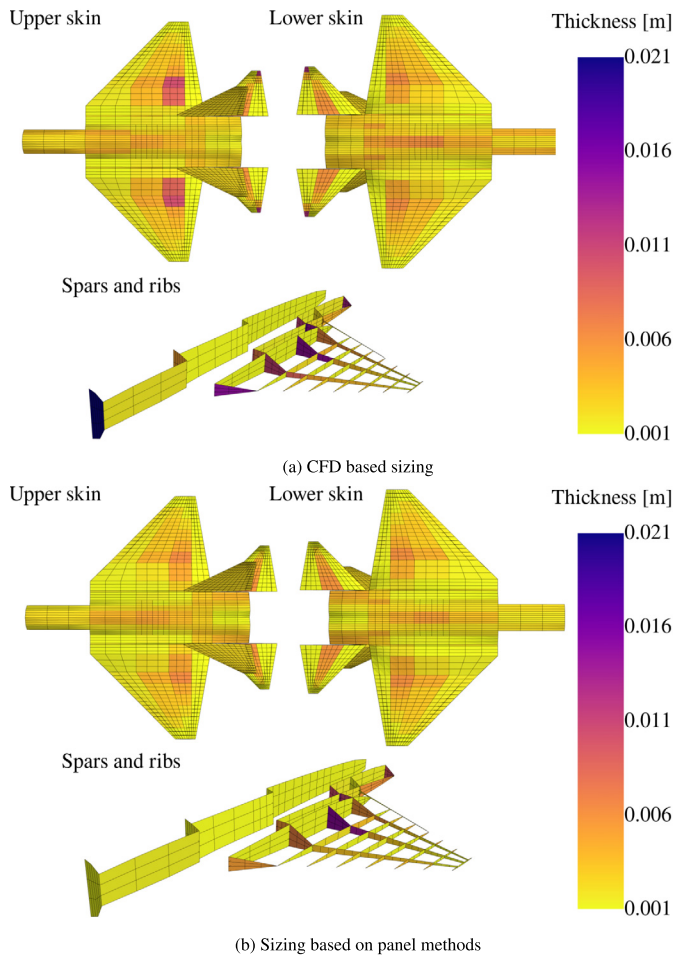 Upper skin
Lower skin
Thickness [m]
0.021
0.016
0.011
0.006
0.001
Spars and ribs
(a) CFD based sizing
Upper skin
Lower skin
Thickness [m]
0.021
0.016
0.011
0.006
0.001
Spars and ribs
(b) Sizing based on panel methods